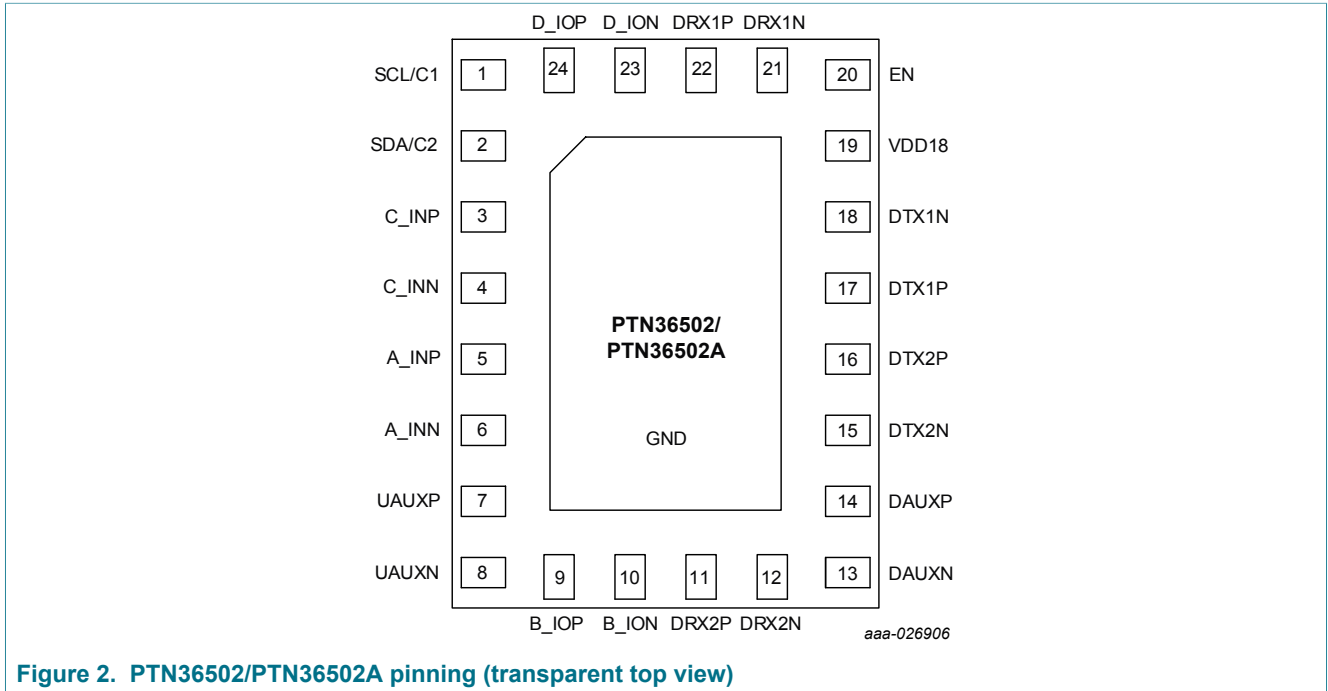 D_IOP D_ION DRX1P DRX1N
SCL/C1 1 24 23 22 21 20 EN
SDA/C2 2 19 VDD18
C_INP 3 18 DTX1N
C_INN 4 17 DTX1P
PTN36502/
PTN36502A
A_INP 5 16 DTX2P
A_INN 6 GND 15 DTX2N
UAUXP 7 14 DAUXP
UAUXN 8 9 10 11 12 13 DAUXN
B_IOP B_ION DRX2P DRX2N
aaa-026906
Figure 2. PTN36502/PTN36502A pinning (transparent top view)